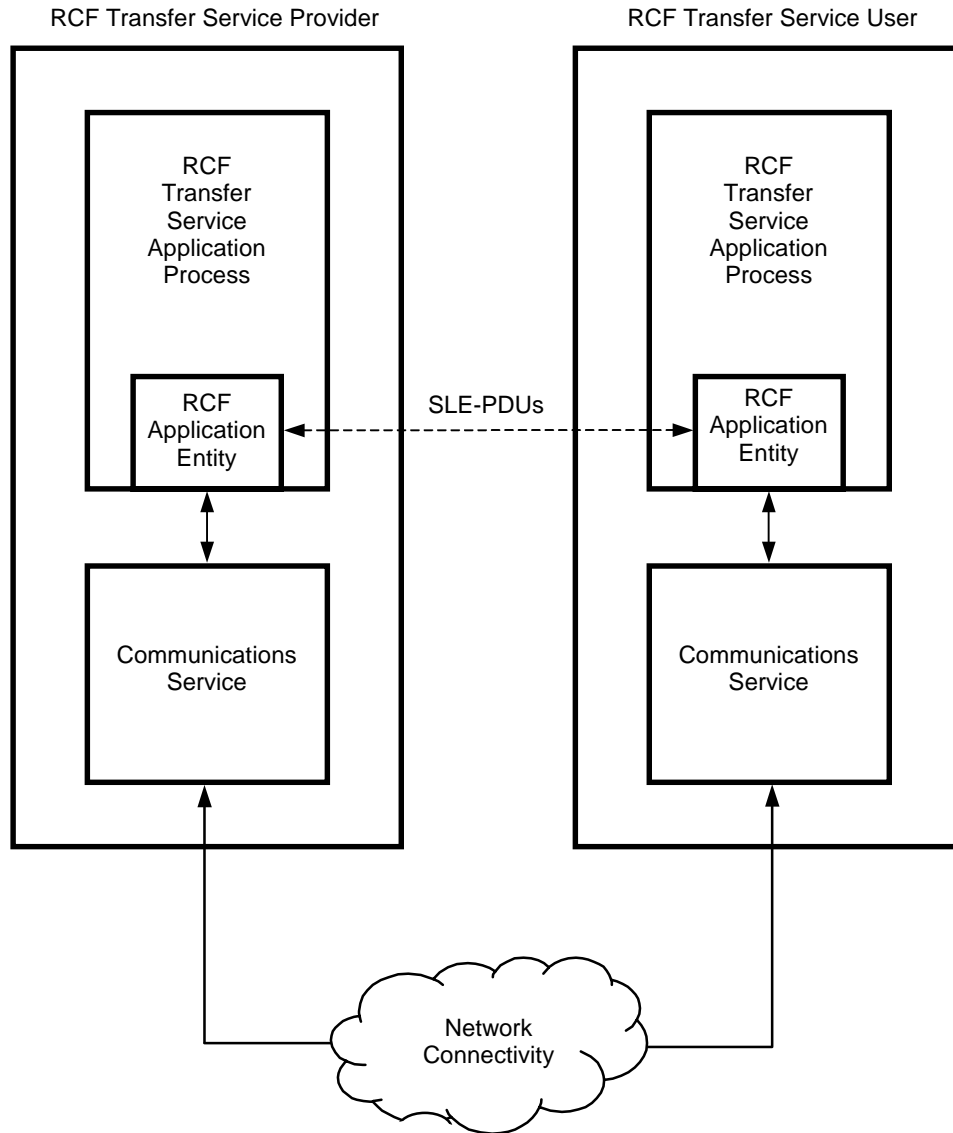 RCF Transfer Service Provider
RCF Transfer Service User
RCF
Transfer
Service
Application
Process
RCF
Transfer
Service
Application
Process
RCF
Application
Entity
SLE-PDUs
RCF
Application
Entity
Communications
Service
Communications
Service
Network
Connectivity